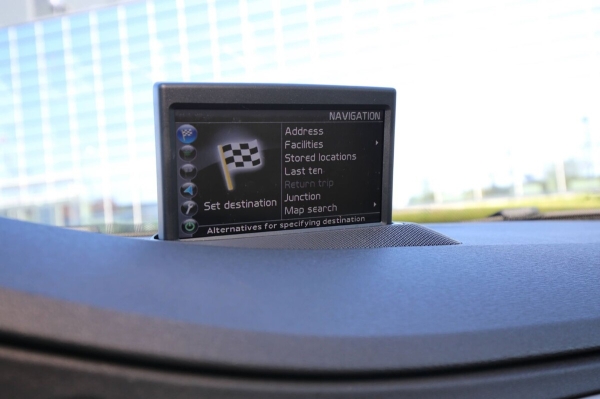 NAVIGATION
Address
Facilities
Stored locations
Last ten
Return trip
Junction
Map search
Set destination
Alternatives for specifying destination